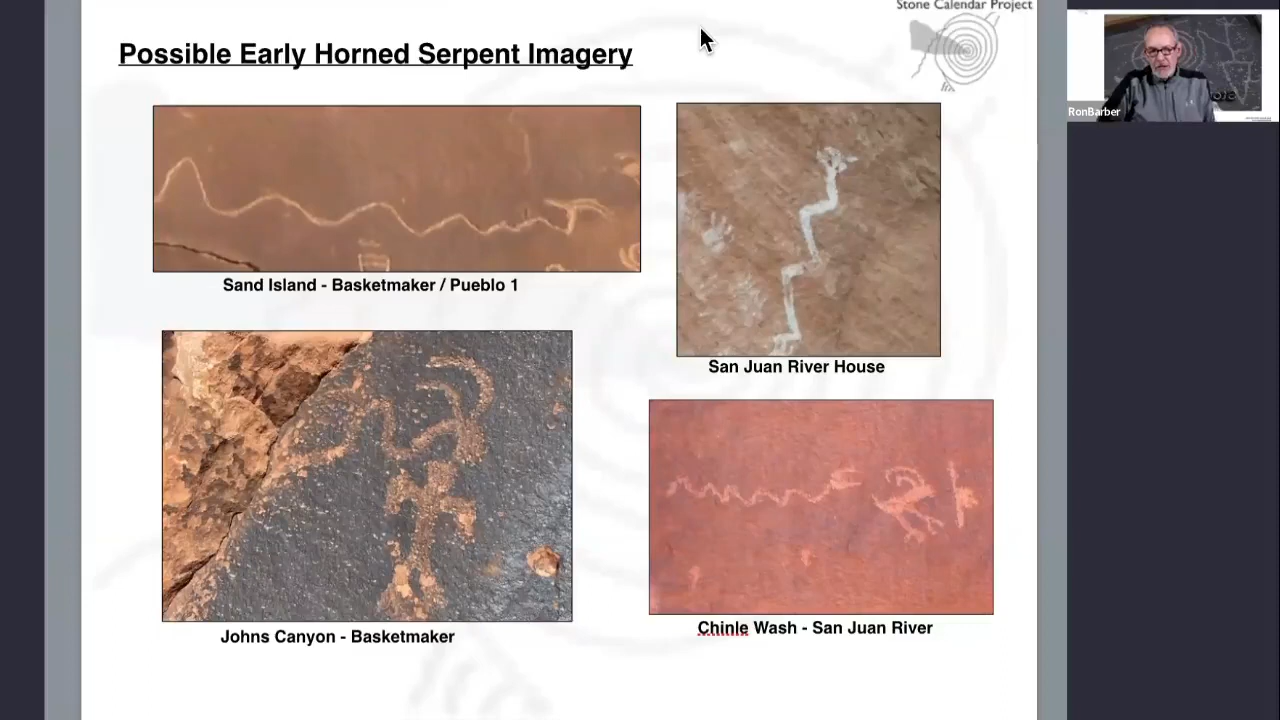 Stone Calendar Project
Possible Early Horned Serpent Imagery
RonBarber
Sand Island - Basketmaker / Pueblo 1
San Juan River House
Johns Canyon - Basketmaker
Chinle Wash - San Juan River